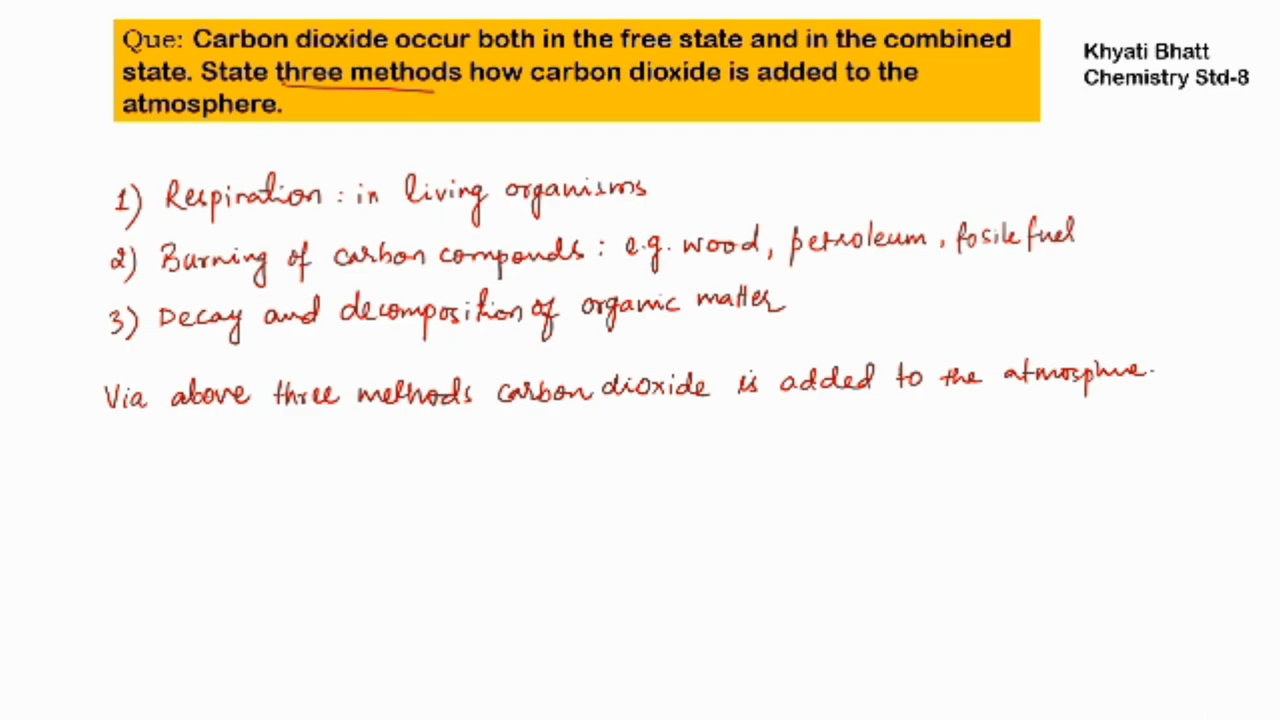 Que: Carbon dioxide occur both in the free state and in the combined
state. State three methods how carbon dioxide is added to the
atmosphere.
Khyati Bhatt
Chemistry Std-8
1) Respiration : in living organisms
2) Burning of carbon componds : e.g. wood, petroleum, fosile fuel
3) Decay and decomposition of organic matter
Via above three methods carbon dioxide is added to the atmosphre.